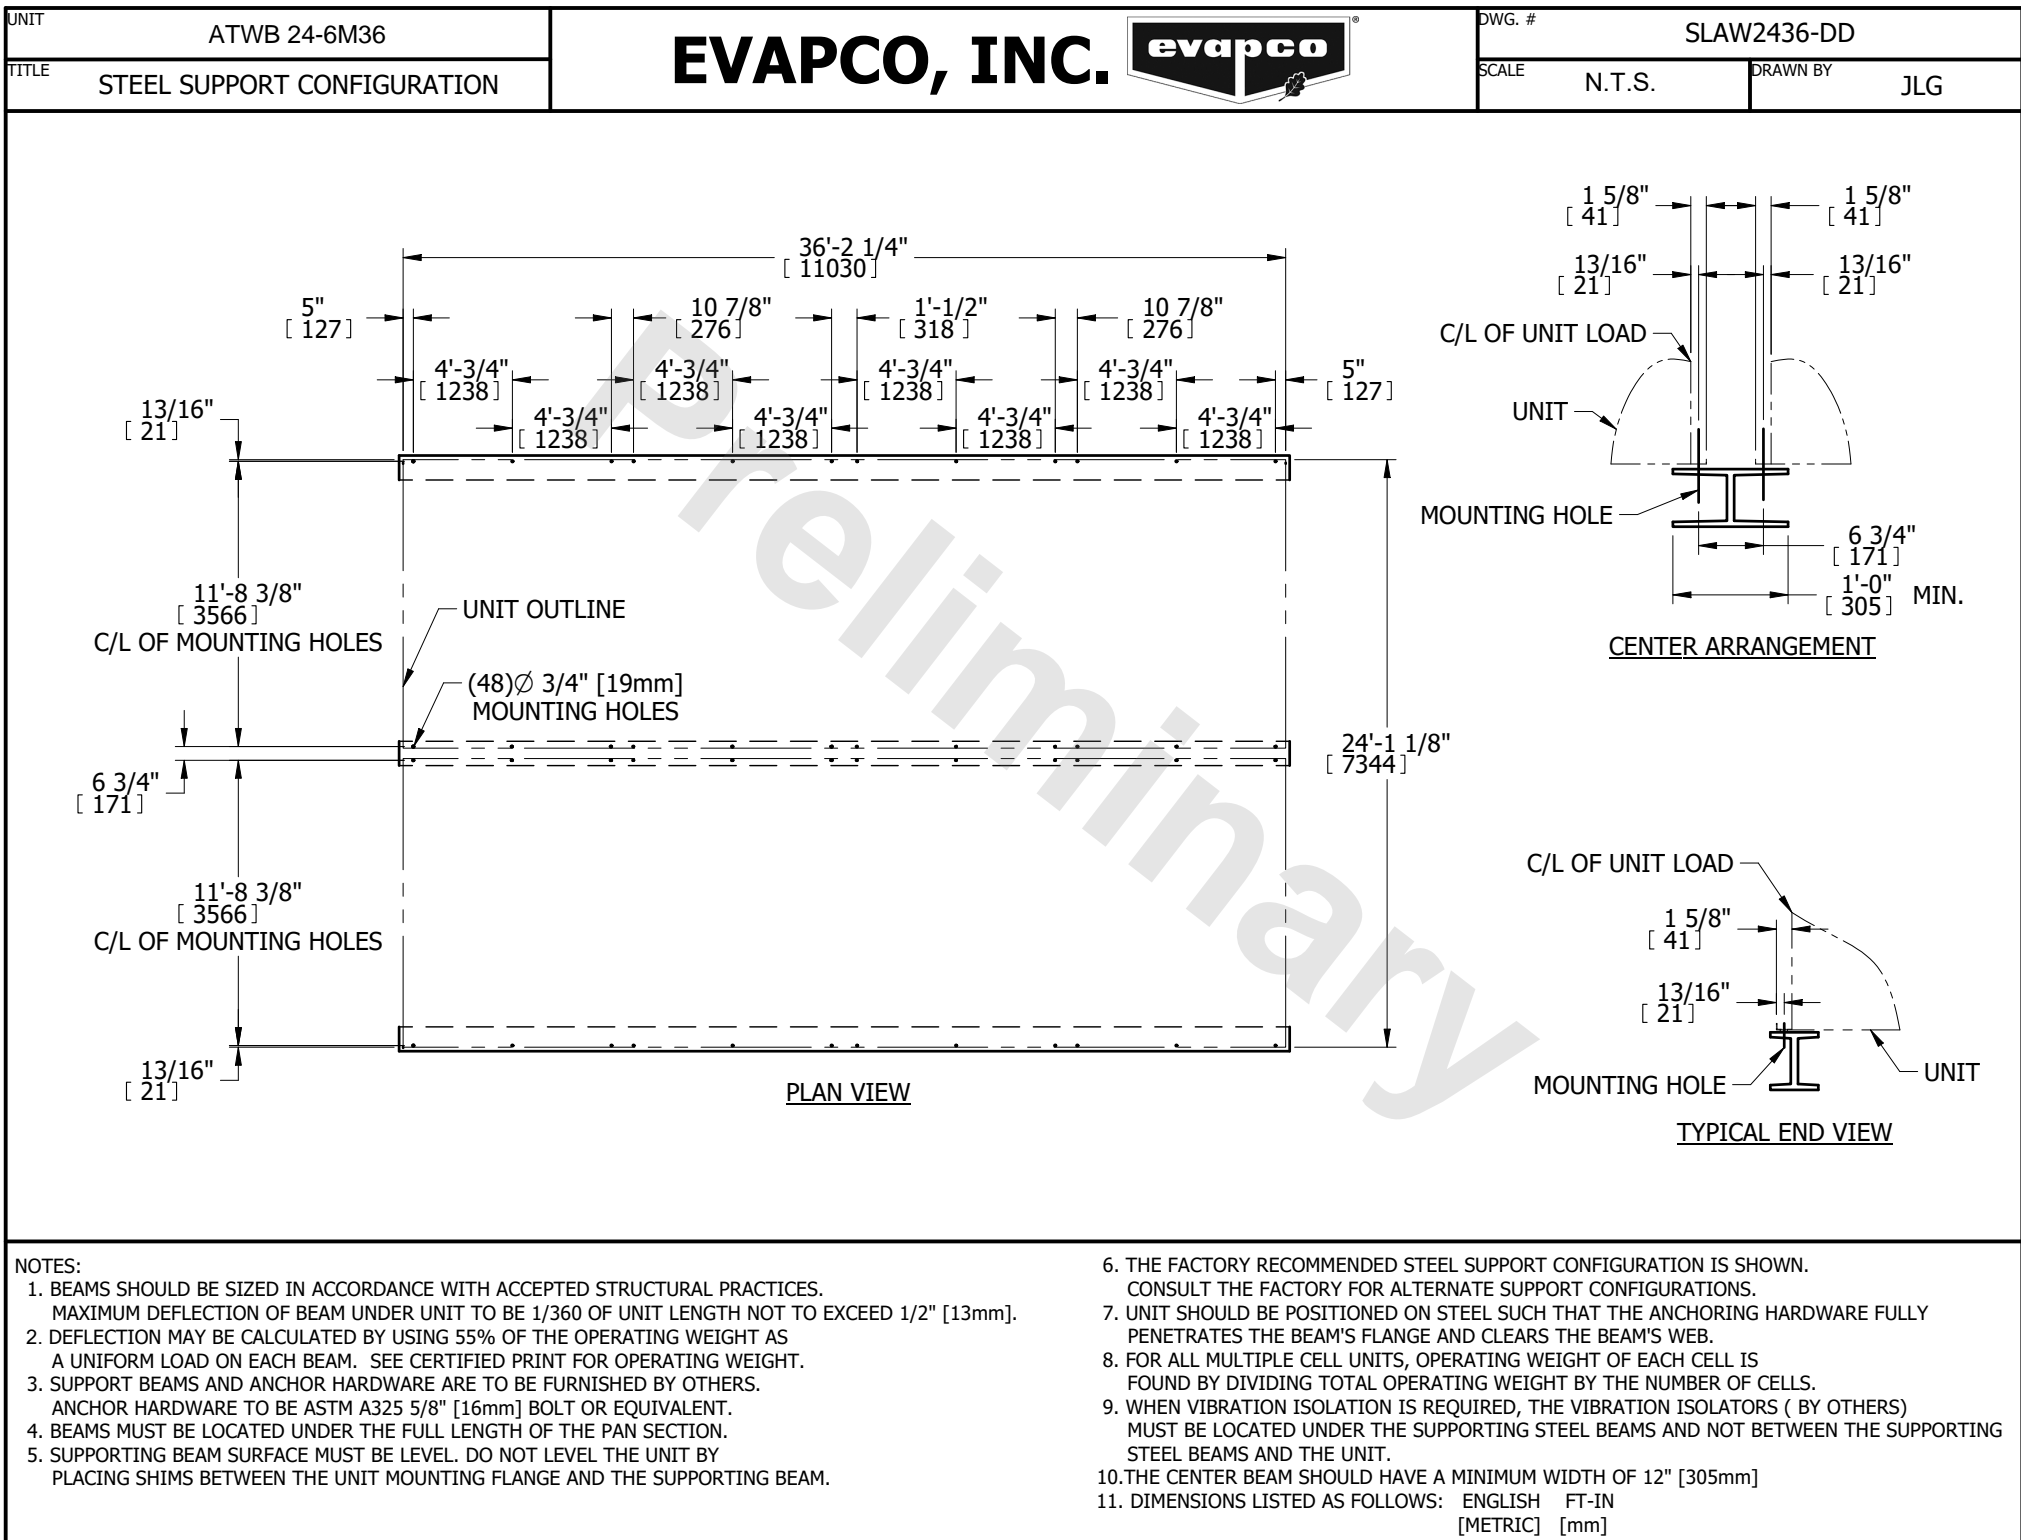 UNIT
ATWB 24-6M36
TITLE
STEEL SUPPORT CONFIGURATION
EVAPCO, INC.
evapco
®
DWG. #
SLAW2436-DD
SCALE
N.T.S.
DRAWN BY
JLG
36'-2 1/4"
[ 11030 ]
5"
[ 127 ]
10 7/8"
[ 276 ]
1'-1/2"
[ 318 ]
10 7/8"
[ 276 ]
4'-3/4"
[ 1238 ]
4'-3/4"
[ 1238 ]
4'-3/4"
[ 1238 ]
4'-3/4"
[ 1238 ]
5"
[ 127 ]
4'-3/4"
[ 1238 ]
4'-3/4"
[ 1238 ]
4'-3/4"
[ 1238 ]
4'-3/4"
[ 1238 ]
13/16"
[ 21 ]
11'-8 3/8"
[ 3566 ]
C/L OF MOUNTING HOLES
UNIT OUTLINE
(48)Ø 3/4" [19mm]
MOUNTING HOLES
6 3/4"
[ 171 ]
24'-1 1/8"
[ 7344 ]
11'-8 3/8"
[ 3566 ]
C/L OF MOUNTING HOLES
13/16"
[ 21 ]
PLAN VIEW
Preliminary
1 5/8"
[ 41 ]
1 5/8"
[ 41 ]
13/16"
[ 21 ]
13/16"
[ 21 ]
C/L OF UNIT LOAD
UNIT
MOUNTING HOLE
6 3/4"
[ 171 ]
1'-0"
[ 305 ] MIN.
CENTER ARRANGEMENT
C/L OF UNIT LOAD
1 5/8"
[ 41 ]
13/16"
[ 21 ]
MOUNTING HOLE
UNIT
TYPICAL END VIEW
NOTES:
1. BEAMS SHOULD BE SIZED IN ACCORDANCE WITH ACCEPTED STRUCTURAL PRACTICES.
MAXIMUM DEFLECTION OF BEAM UNDER UNIT TO BE 1/360 OF UNIT LENGTH NOT TO EXCEED 1/2" [13mm].
2. DEFLECTION MAY BE CALCULATED BY USING 55% OF THE OPERATING WEIGHT AS
A UNIFORM LOAD ON EACH BEAM. SEE CERTIFIED PRINT FOR OPERATING WEIGHT.
3. SUPPORT BEAMS AND ANCHOR HARDWARE ARE TO BE FURNISHED BY OTHERS.
ANCHOR HARDWARE TO BE ASTM A325 5/8" [16mm] BOLT OR EQUIVALENT.
4. BEAMS MUST BE LOCATED UNDER THE FULL LENGTH OF THE PAN SECTION.
5. SUPPORTING BEAM SURFACE MUST BE LEVEL. DO NOT LEVEL THE UNIT BY
PLACING SHIMS BETWEEN THE UNIT MOUNTING FLANGE AND THE SUPPORTING BEAM.
6. THE FACTORY RECOMMENDED STEEL SUPPORT CONFIGURATION IS SHOWN.
CONSULT THE FACTORY FOR ALTERNATE SUPPORT CONFIGURATIONS.
7. UNIT SHOULD BE POSITIONED ON STEEL SUCH THAT THE ANCHORING HARDWARE FULLY
PENETRATES THE BEAM'S FLANGE AND CLEARS THE BEAM'S WEB.
8. FOR ALL MULTIPLE CELL UNITS, OPERATING WEIGHT OF EACH CELL IS
FOUND BY DIVIDING TOTAL OPERATING WEIGHT BY THE NUMBER OF CELLS.
9. WHEN VIBRATION ISOLATION IS REQUIRED, THE VIBRATION ISOLATORS ( BY OTHERS)
MUST BE LOCATED UNDER THE SUPPORTING STEEL BEAMS AND NOT BETWEEN THE SUPPORTING
STEEL BEAMS AND THE UNIT.
10.THE CENTER BEAM SHOULD HAVE A MINIMUM WIDTH OF 12" [305mm]
11. DIMENSIONS LISTED AS FOLLOWS: ENGLISH FT-IN
[METRIC] [mm]